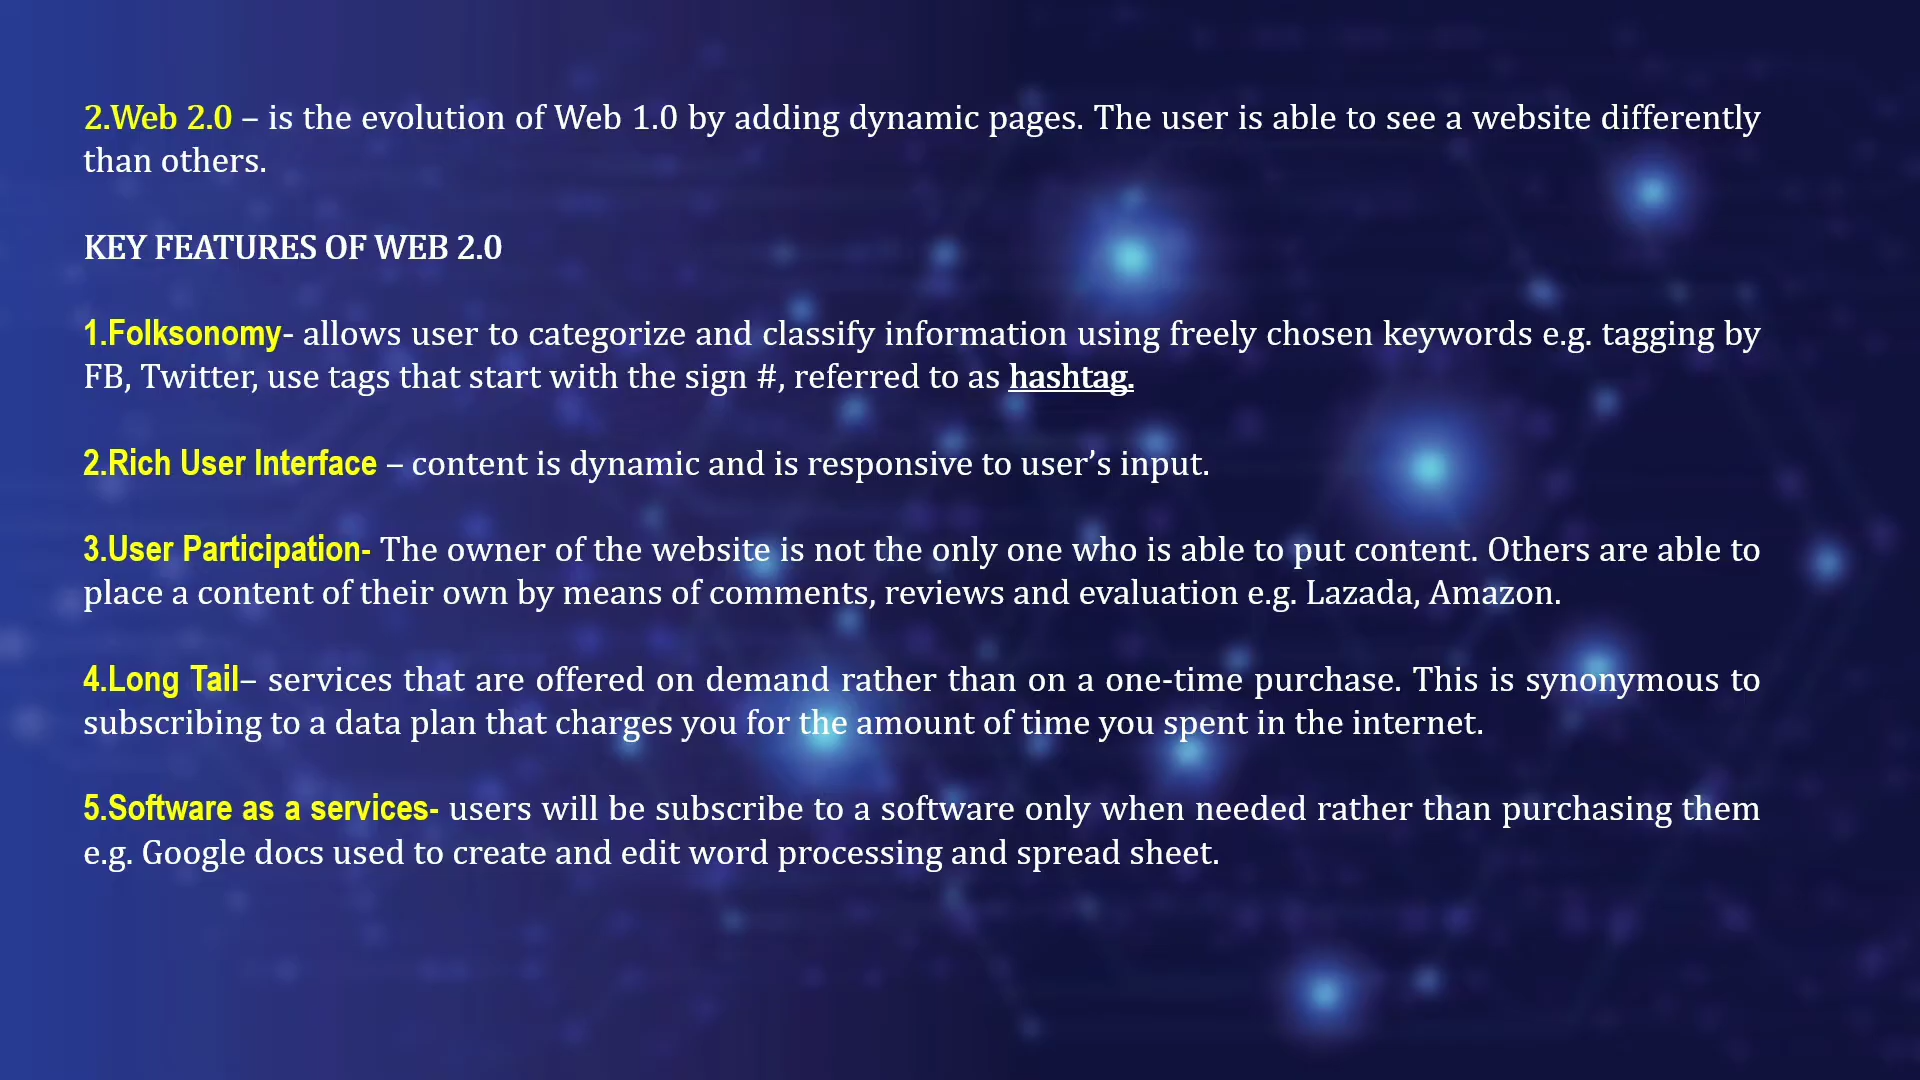 2.Web 2.0 – is the evolution of Web 1.0 by adding dynamic pages. The user is able to see a website differently
than others.
KEY FEATURES OF WEB 2.0
1.Folksonomy- allows user to categorize and classify information using freely chosen keywords e.g. tagging by
FB, Twitter, use tags that start with the sign #, referred to as hashtag.
2.Rich User Interface – content is dynamic and is responsive to user’s input.
3.User Participation- The owner of the website is not the only one who is able to put content. Others are able to
place a content of their own by means of comments, reviews and evaluation e.g. Lazada, Amazon.
4.Long Tail– services that are offered on demand rather than on a one-time purchase. This is synonymous to
subscribing to a data plan that charges you for the amount of time you spent in the internet.
5.Software as a services- users will be subscribe to a software only when needed rather than purchasing them
e.g. Google docs used to create and edit word processing and spread sheet.